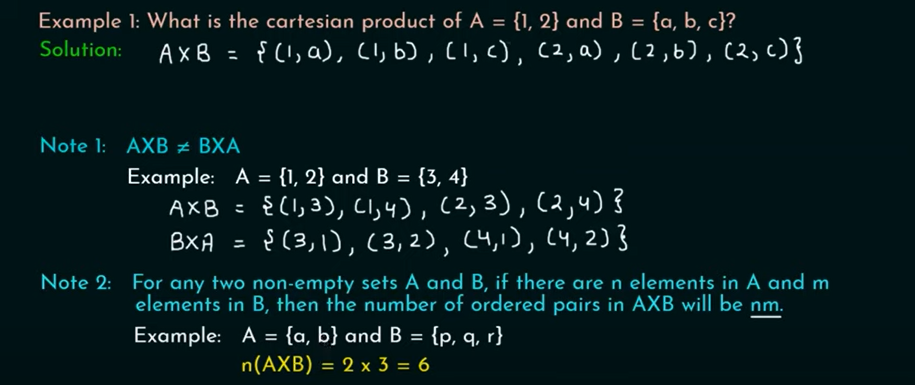 Example 1: What is the cartesian product of A = {1, 2} and B = {a, b, c}?
Solution: A X B = {(1,a), (1,b), (1,c), (2,a), (2,b), (2,c)}
Note 1: AXB ≠ BXA
Example: A = {1, 2} and B = {3, 4}
AXB = {(1,3), (1,4), (2,3), (2,4)}
BXA = {(3,1), (3,2), (4,1), (4,2)}
Note 2: For any two non-empty sets A and B, if there are n elements in A and m
elements in B, then the number of ordered pairs in AXB will be nm.
Example: A = {a, b} and B = {p, q, r}
n(AXB) = 2 x 3 = 6